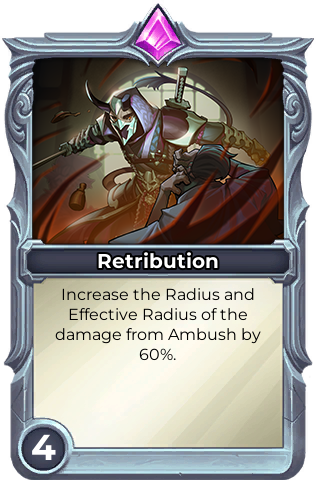 Retribution
Increase the Radius and
Effective Radius of the
damage from Ambush by
60%.
4